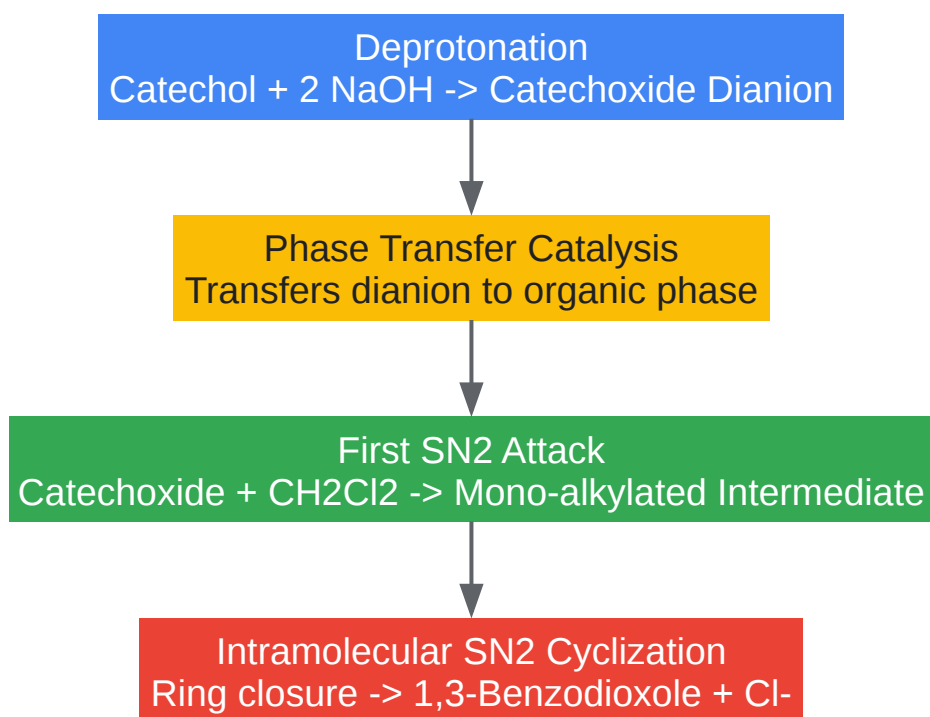 Deprotonation
Catechol + 2 NaOH -> Catechoxide Dianion
Phase Transfer Catalysis
Transfers dianion to organic phase
First SN2 Attack
Catechoxide + CH2Cl2 -> Mono-alkylated Intermediate
Intramolecular SN2 Cyclization
Ring closure -> 1,3-Benzodioxole + Cl-